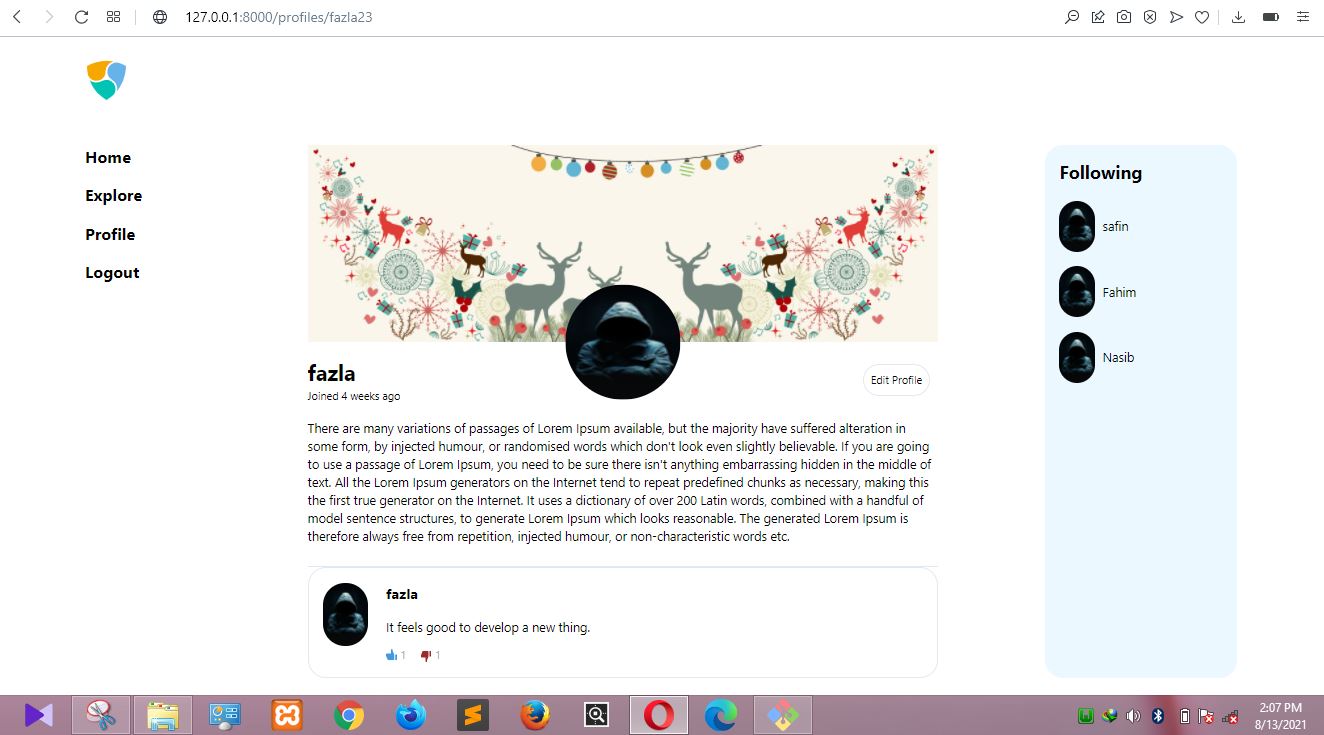 127.0.0.1:8000/profiles/fazla23
Home
Explore
Profile
Logout
fazla
Joined 4 weeks ago
Edit Profile
There are many variations of passages of Lorem Ipsum available, but the majority have suffered alteration in
some form, by injected humour, or randomised words which don't look even slightly believable. If you are going
to use a passage of Lorem Ipsum, you need to be sure there isn't anything embarrassing hidden in the middle of
text. All the Lorem Ipsum generators on the Internet tend to repeat predefined chunks as necessary, making this
the first true generator on the Internet. It uses a dictionary of over 200 Latin words, combined with a handful of
model sentence structures, to generate Lorem Ipsum which looks reasonable. The generated Lorem Ipsum is
therefore always free from repetition, injected humour, or non-characteristic words etc.
fazla
It feels good to develop a new thing.
1 1
Following
safin
Fahim
Nasib
2:07 PM
8/13/2021